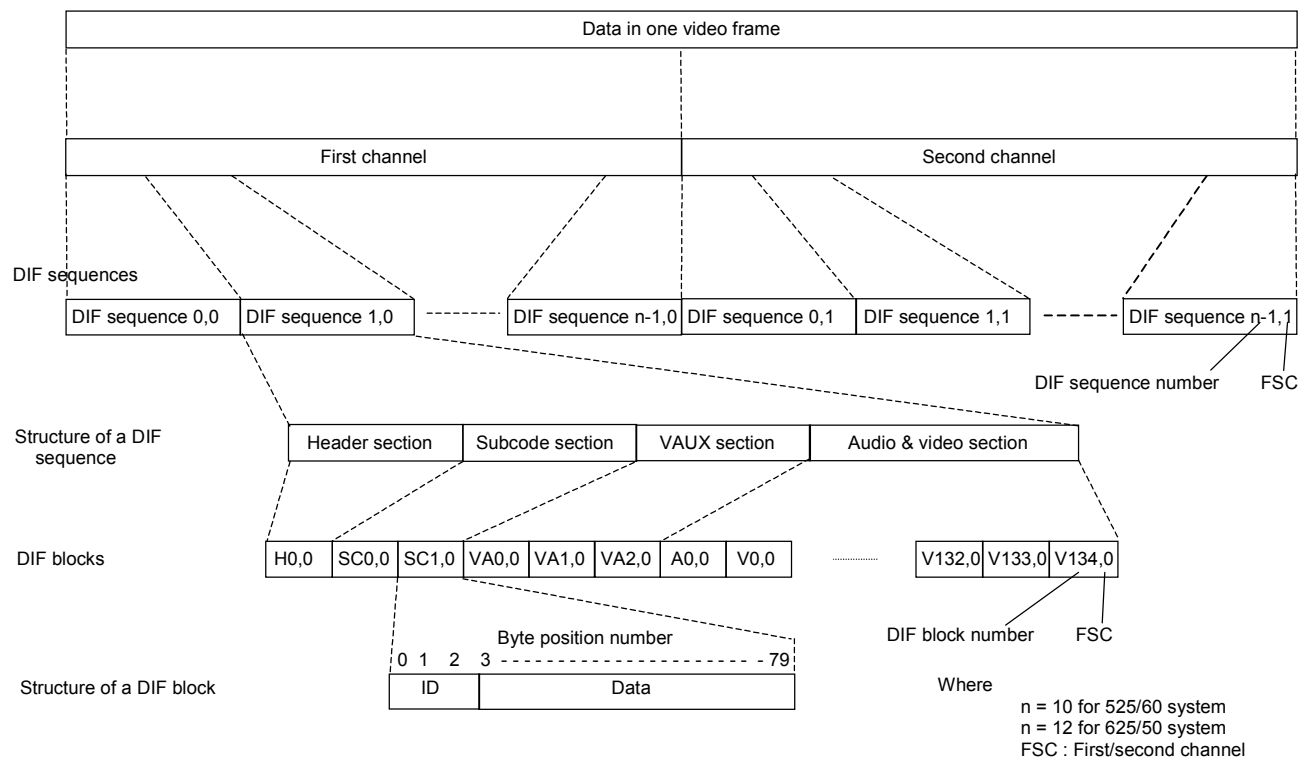 Data in one video frame
First channel
Second channel
DIF sequences
DIF sequence 0,0
DIF sequence 1,0
DIF sequence n-1,0
DIF sequence 0,1
DIF sequence 1,1
DIF sequence n-1,1
DIF sequence number
FSC
Structure of a DIF
sequence
Header section
Subcode section
VAUX section
Audio & video section
DIF blocks
H0,0
SC0,0
SC1,0
VA0,0
VA1,0
VA2,0
A0,0
V0,0
V132,0
V133,0
V134,0
DIF block number
FSC
Byte position number
0 1 2 3 - - - - - - - - - - - - - - - - - - - - - - - - 79
Structure of a DIF block
ID
Data
Where
n = 10 for 525/60 system
n = 12 for 625/50 system
FSC : First/second channel